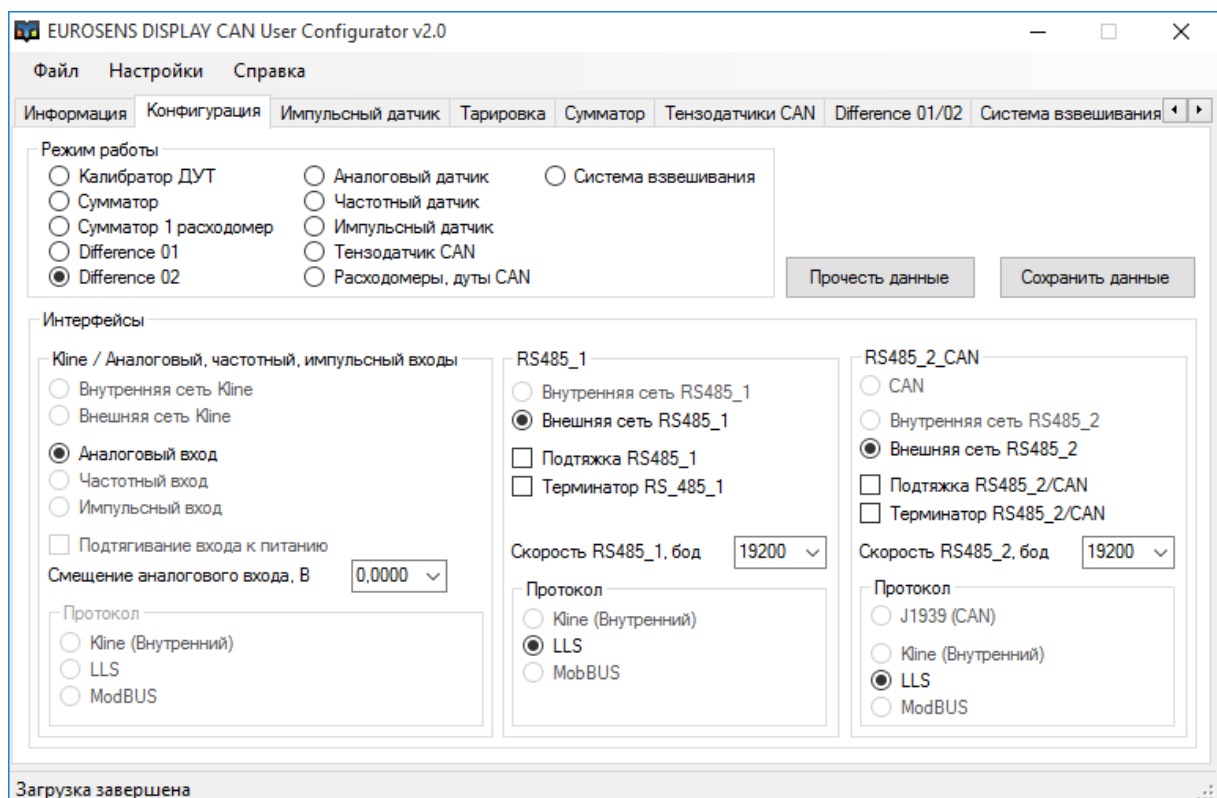 EUROSENS DISPLAY CAN User Configurator v2.0
Файл Настройки Справка
Информация Конфигурация Импульсный датчик Тарировка Сумматор Тензодатчики CAN Difference 01/02 Система взвешивания
Режим работы
Калибратор ДУТ Аналоговый датчик Система взвешивания
Сумматор Частотный датчик
Сумматор 1 расходомер Импульсный датчик
Difference 01 Тензодатчик CAN
Difference 02 Расходомеры, дуты CAN
Прочесть данные Сохранить данные
Интерфейсы
Kline / Аналоговый, частотный, импульсный входы
Внутренняя сеть Kline
Внешняя сеть Kline
Аналоговый вход
Частотный вход
Импульсный вход
Подтягивание входа к питанию
Смещение аналогового входа, В 0,0000
Протокол
Kline (Внутренний)
LLS
ModBUS
RS485_1
Внутренняя сеть RS485_1
Внешняя сеть RS485_1
Подтяжка RS485_1
Терминатор RS_485_1
Скорость RS485_1, бод 19200
Протокол
Kline (Внутренний)
LLS
MobBUS
RS485_2_CAN
CAN
Внутренняя сеть RS485_2
Внешняя сеть RS485_2
Подтяжка RS485_2/CAN
Терминатор RS485_2/CAN
Скорость RS485_2, бод 19200
Протокол
J1939 (CAN)
Kline (Внутренний)
LLS
ModBUS
Загрузка завершена